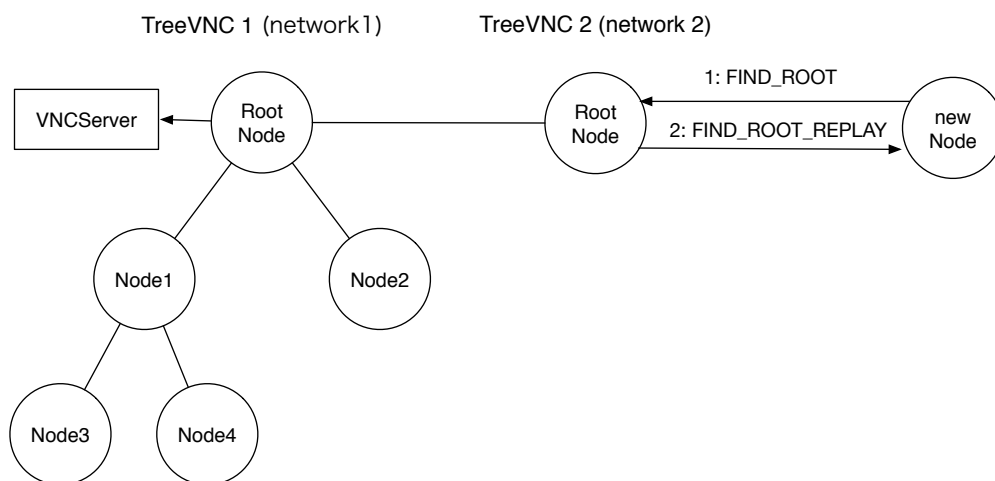 TreeVNC 1 (network1)
TreeVNC 2 (network 2)
1: FIND_ROOT
VNCServer
Root
Node
Root
Node
2: FIND_ROOT_REPLAY
new
Node
Node1
Node2
Node3
Node4